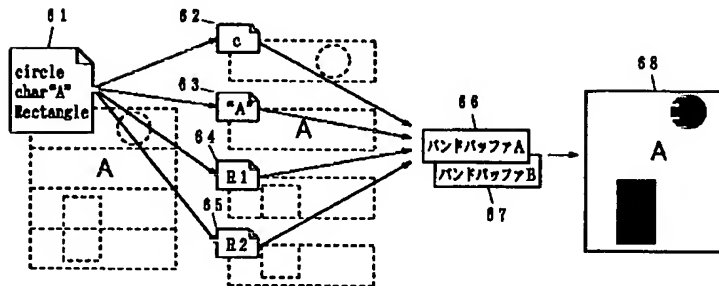 61
circle
char"A"
Rectangle
A
62
c
63
"A"
A
64
R1
65
R2
66
バンドバッファA
バンドバッファB
67
68
A